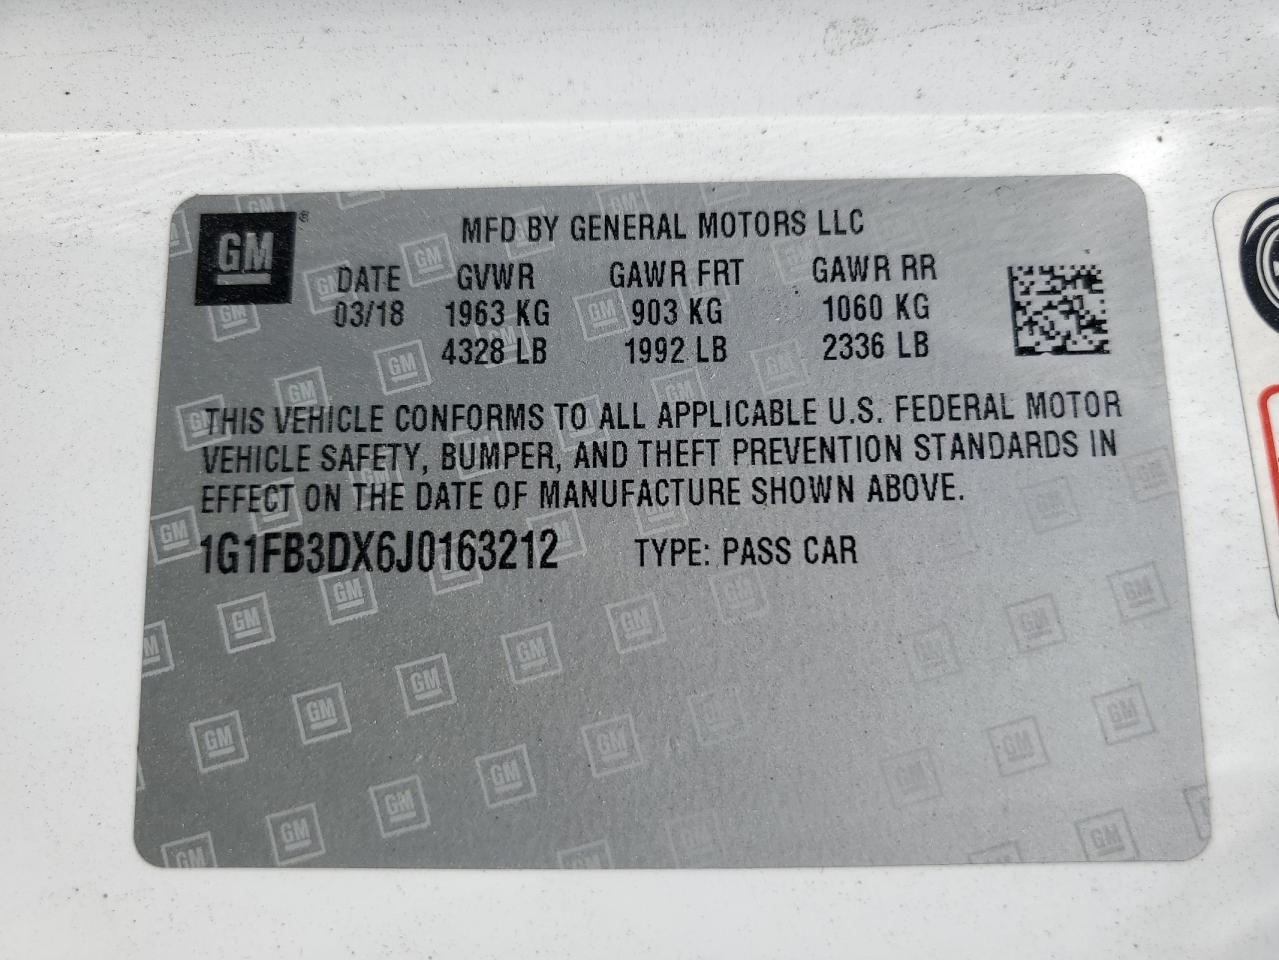 GM ®
MFD BY GENERAL MOTORS LLC
DATE GVWR GAWR FRT GAWR RR
03/18 1963 KG 903 KG 1060 KG
4328 LB 1992 LB 2336 LB
THIS VEHICLE CONFORMS TO ALL APPLICABLE U.S. FEDERAL MOTOR
VEHICLE SAFETY, BUMPER, AND THEFT PREVENTION STANDARDS IN
EFFECT ON THE DATE OF MANUFACTURE SHOWN ABOVE.
1G1FB3DX6J0163212 TYPE: PASS CAR